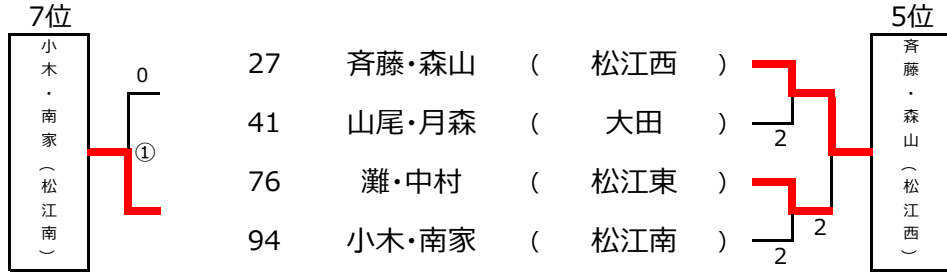 7位
5位
小木・南家(松江南)
0
①
27 斉藤・森山 ( 松江西 )
41 山尾・月森 ( 大田 )
2
76 灘・中村 ( 松江東 )
2
94 小木・南家 ( 松江南 )
2
斉藤・森山(松江西)